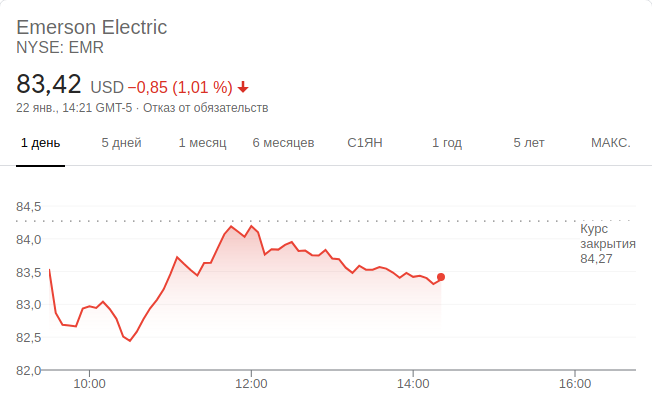 Emerson Electric
NYSE: EMR
83,42 USD −0,85 (1,01 %)
22 янв., 14:21 GMT-5 · Отказ от обязательств
1 день 5 дней 1 месяц 6 месяцев С1ЯН 1 год 5 лет МАКС.
84,5
Курс
закрытия
84,27
84,0
83,5
83,0
82,5
82,0
10:00 12:00 14:00 16:00